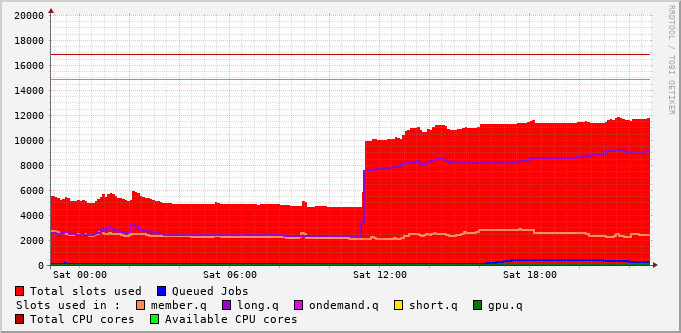 RRDTOOL / TOBI OETIKER
20000
18000
16000
14000
12000
10000
8000
6000
4000
2000
0
Sat 00:00 Sat 06:00 Sat 12:00 Sat 18:00
Total slots used Queued Jobs
Slots used in : member.q long.q ondemand.q short.q gpu.q
Total CPU cores Available CPU cores